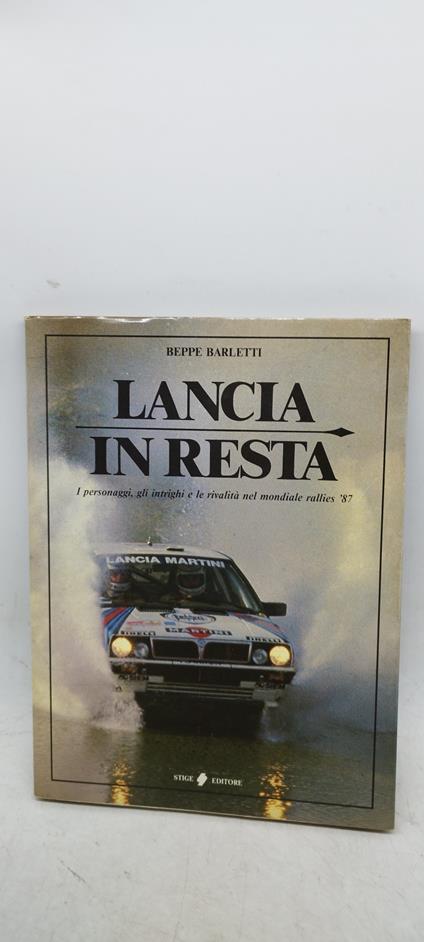 BEPPE BARLETTI
LANCIA
IN RESTA
I personaggi, gli intrighi e le rivalità nel mondiale rallies '87
LANCIA MARTINI
PIRELLI
MARTINI
PIRELLI
STIGE EDITORE